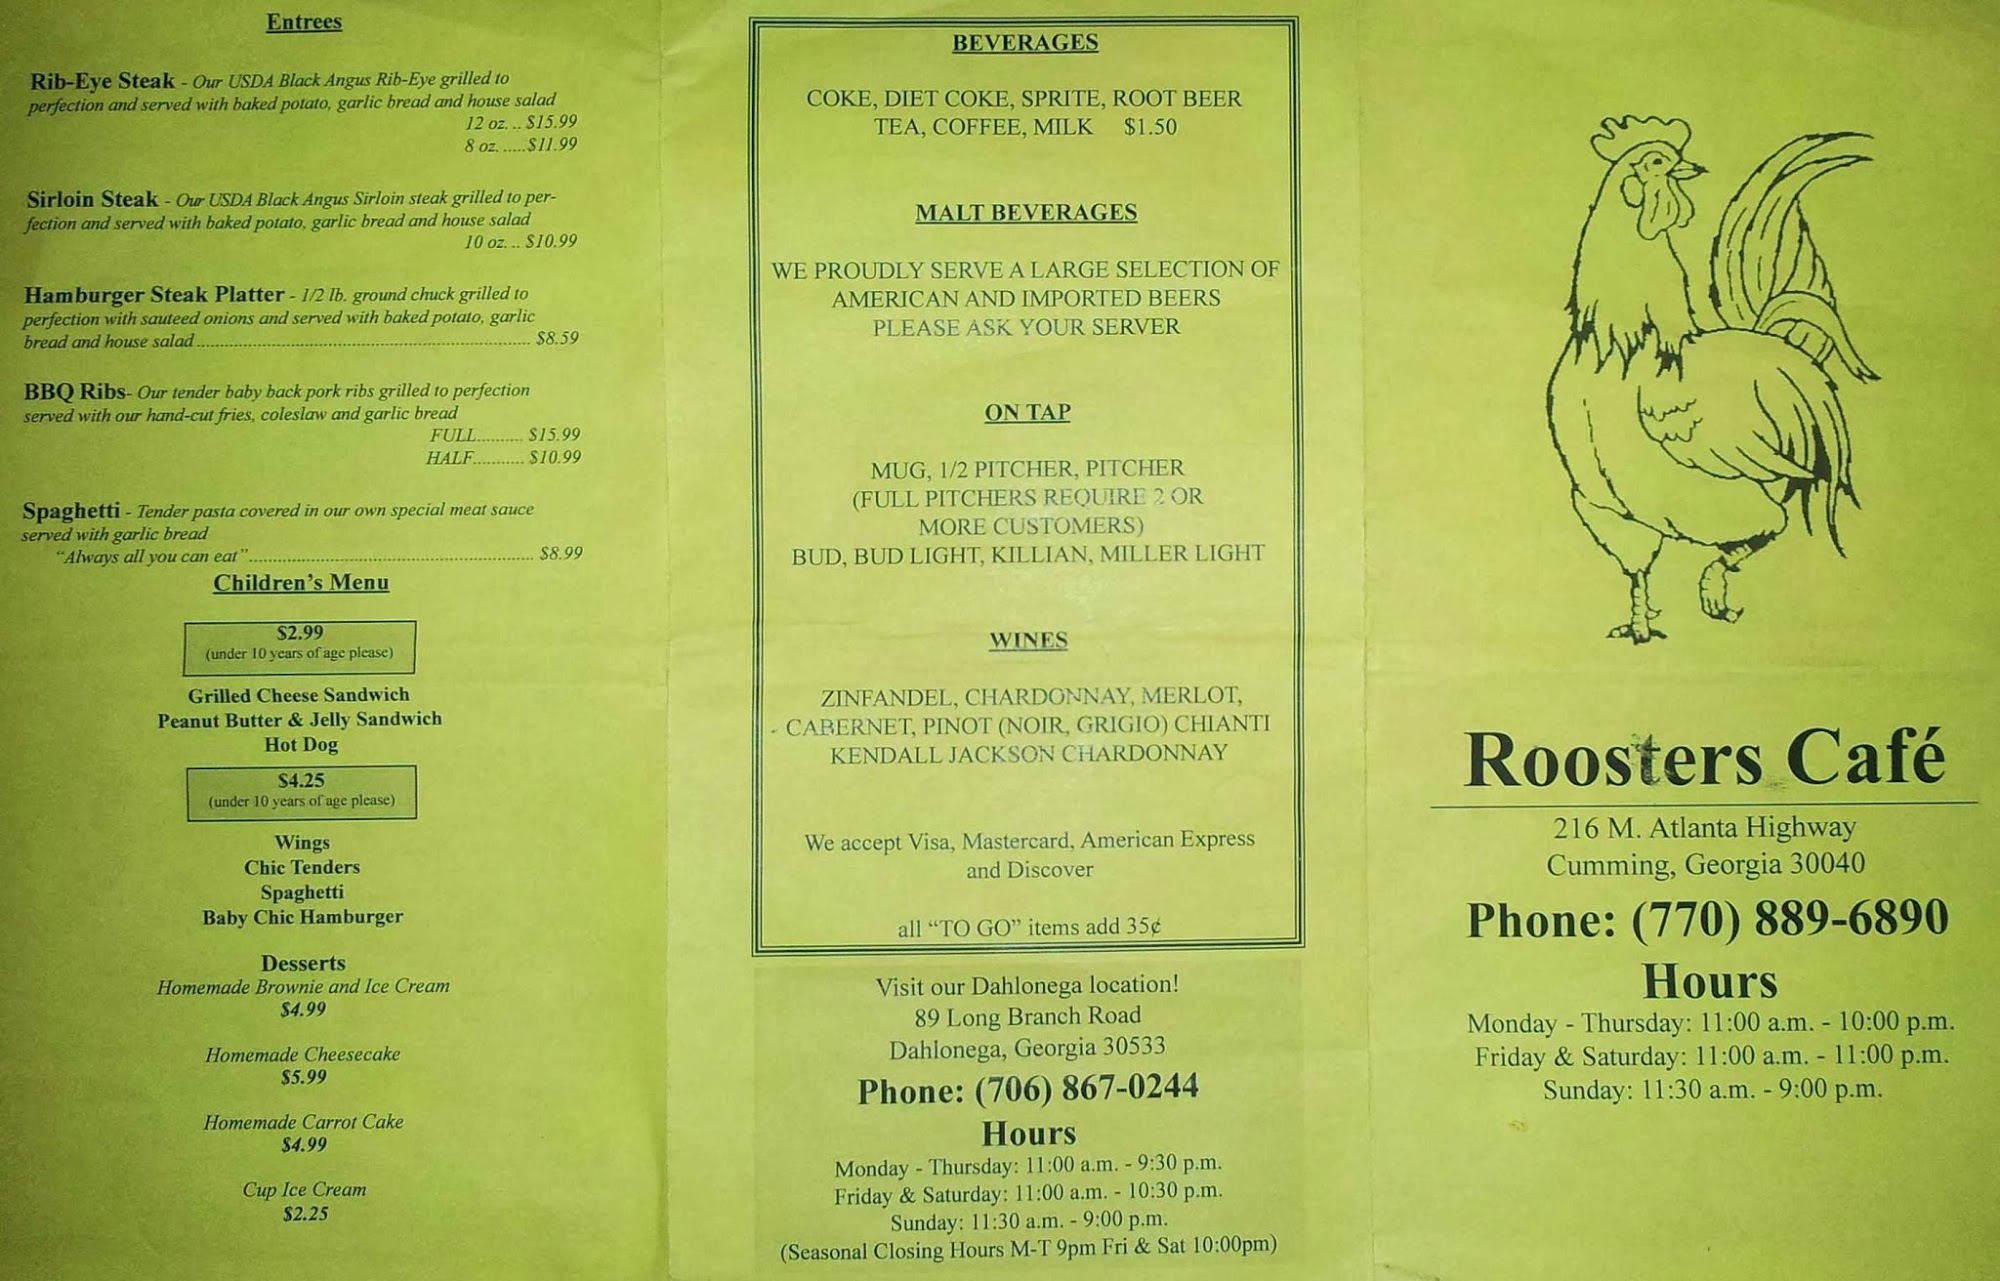 Entrees
Rib-Eye Steak - Our USDA Black Angus Rib-Eye grilled to
perfection and served with baked potato, garlic bread and house salad
12 oz. .. $15.99
8 oz. .....$11.99
Sirloin Steak - Our USDA Black Angus Sirloin steak grilled to per-
fection and served with baked potato, garlic bread and house salad
10 oz. .. $10.99
Hamburger Steak Platter - 1/2 lb. ground chuck grilled to
perfection with sauteed onions and served with baked potato, garlic
bread and house salad ............................................................... $8.59
BBQ Ribs- Our tender baby back pork ribs grilled to perfection
served with our hand-cut fries, coleslaw and garlic bread
FULL.......... $15.99
HALF........... $10.99
Spaghetti - Tender pasta covered in our own special meat sauce
served with garlic bread
"Always all you can eat" ...................................................... $8.99
Children's Menu
$2.99
(under 10 years of age please)
Grilled Cheese Sandwich
Peanut Butter & Jelly Sandwich
Hot Dog
$4.25
(under 10 years of age please)
Wings
Chic Tenders
Spaghetti
Baby Chic Hamburger
Desserts
Homemade Brownie and Ice Cream
$4.99
Homemade Cheesecake
$5.99
Homemade Carrot Cake
$4.99
Cup Ice Cream
$2.25
BEVERAGES
COKE, DIET COKE, SPRITE, ROOT BEER
TEA, COFFEE, MILK $1.50
MALT BEVERAGES
WE PROUDLY SERVE A LARGE SELECTION OF
AMERICAN AND IMPORTED BEERS
PLEASE ASK YOUR SERVER
ON TAP
MUG, 1/2 PITCHER, PITCHER
(FULL PITCHERS REQUIRE 2 OR
MORE CUSTOMERS)
BUD, BUD LIGHT, KILLIAN, MILLER LIGHT
WINES
ZINFANDEL, CHARDONNAY, MERLOT,
CABERNET, PINOT (NOIR, GRIGIO) CHIANTI
KENDALL JACKSON CHARDONNAY
We accept Visa, Mastercard, American Express
and Discover
all "TO GO" items add 35¢
Visit our Dahlonega location!
89 Long Branch Road
Dahlonega, Georgia 30533
Phone: (706) 867-0244
Hours
Monday - Thursday: 11:00 a.m. - 9:30 p.m.
Friday & Saturday: 11:00 a.m. - 10:30 p.m.
Sunday: 11:30 a.m. - 9:00 p.m.
(Seasonal Closing Hours M-T 9pm Fri & Sat 10:00pm)
Roosters Café
216 M. Atlanta Highway
Cumming, Georgia 30040
Phone: (770) 889-6890
Hours
Monday - Thursday: 11:00 a.m. - 10:00 p.m.
Friday & Saturday: 11:00 a.m. - 11:00 p.m.
Sunday: 11:30 a.m. - 9:00 p.m.